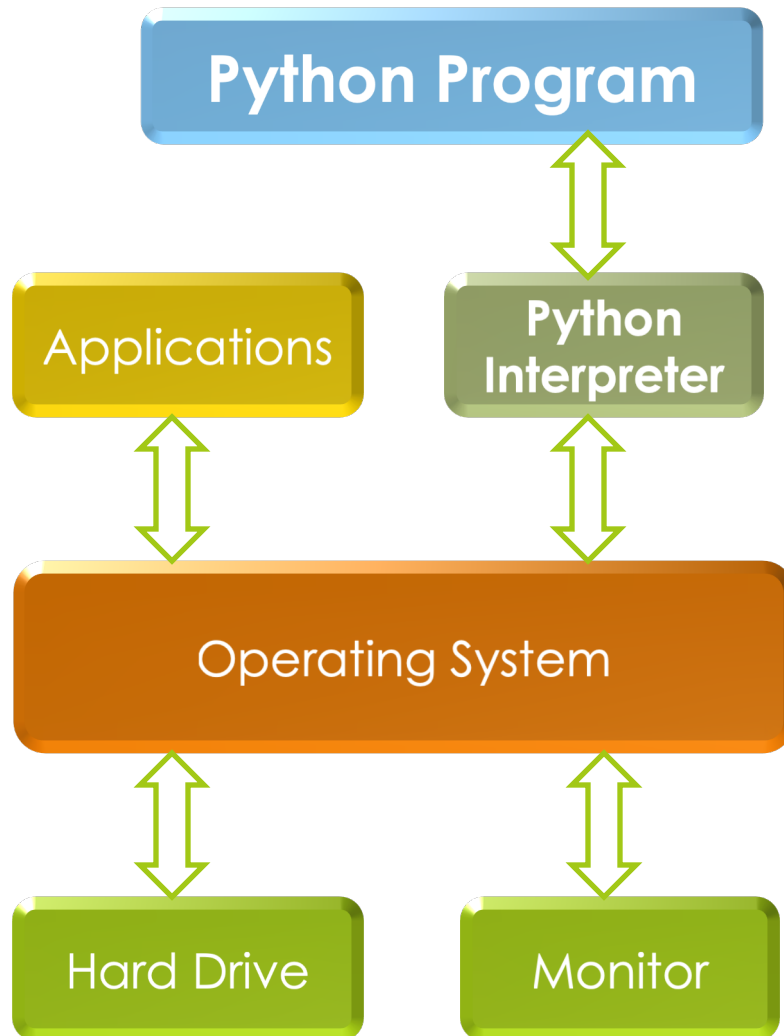 Python Program
Applications
Python
Interpreter
Operating System
Hard Drive
Monitor